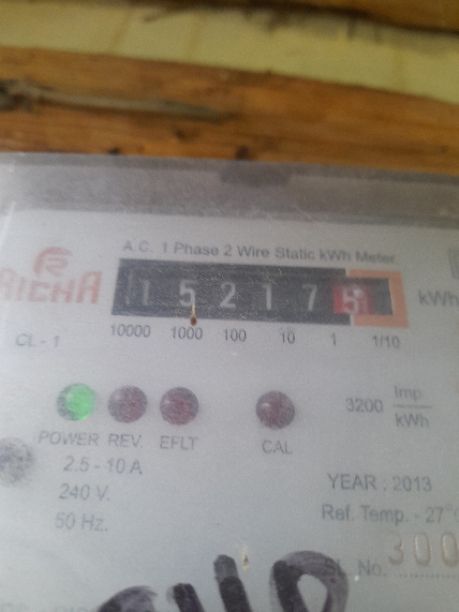 A.C. 1 Phase 2 Wire Static kWh Meter.
RICHA
1 5 2 1 7 5
kWh
CL-1
10000 1000 100 10 1 1/10
3200 Imp/kWh
POWER REV. EFLT CAL
2.5 - 10 A
240 V.
50 Hz.
YEAR : 2013
Ref. Temp. - 27°
SL. No. 300